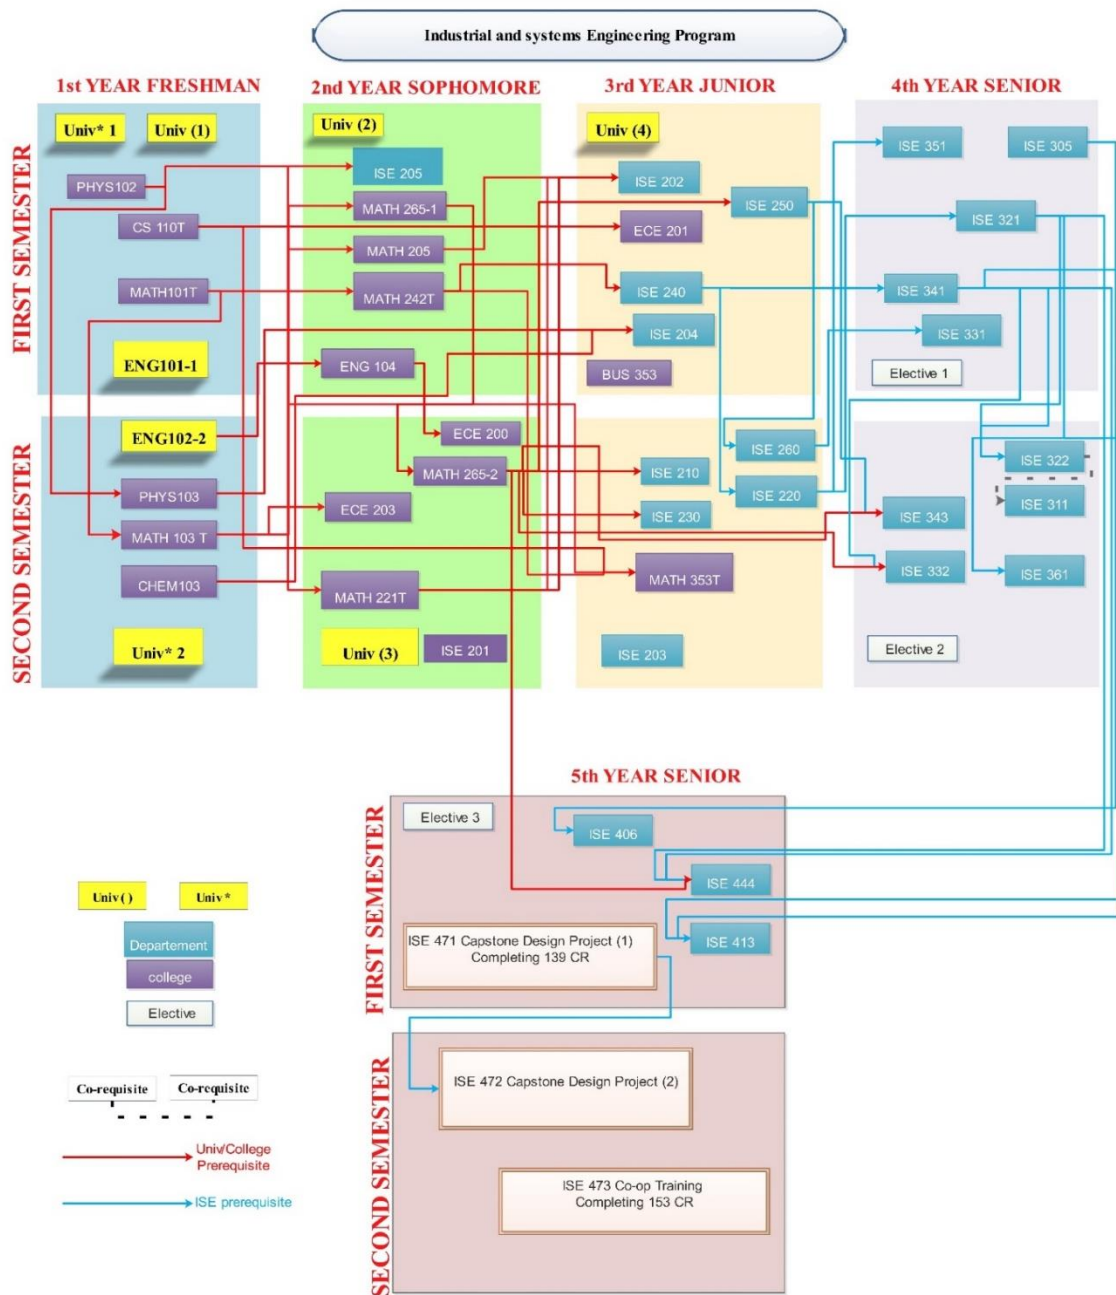 Industrial and systems Engineering Program
1st YEAR FRESHMAN
2nd YEAR SOPHOMORE
3rd YEAR JUNIOR
4th YEAR SENIOR
FIRST SEMESTER
Univ* 1
Univ (1)
PHYS102
CS 110T
MATH101T
ENG101-1
Univ (2)
ISE 205
MATH 265-1
MATH 205
MATH 242T
ENG 104
Univ (4)
ISE 202
ISE 250
ECE 201
ISE 240
ISE 204
BUS 353
ISE 351
ISE 305
ISE 321
ISE 341
ISE 331
Elective 1
SECOND SEMESTER
ENG102-2
PHYS103
MATH 103 T
CHEM103
Univ* 2
ECE 200
MATH 265-2
ECE 203
MATH 221T
Univ (3)
ISE 201
ISE 260
ISE 210
ISE 220
ISE 230
MATH 353T
ISE 203
ISE 322
ISE 311
ISE 343
ISE 332
ISE 361
Elective 2
5th YEAR SENIOR
FIRST SEMESTER
Elective 3
ISE 406
ISE 444
ISE 413
ISE 471 Capstone Design Project (1)
Completing 139 CR
SECOND SEMESTER
ISE 472 Capstone Design Project (2)
ISE 473 Co-op Training
Completing 153 CR
Univ ()
Univ *
Departement
college
Elective
Co-requisite
Co-requisite
Univ/College
Prerequisite
ISE prerequisite